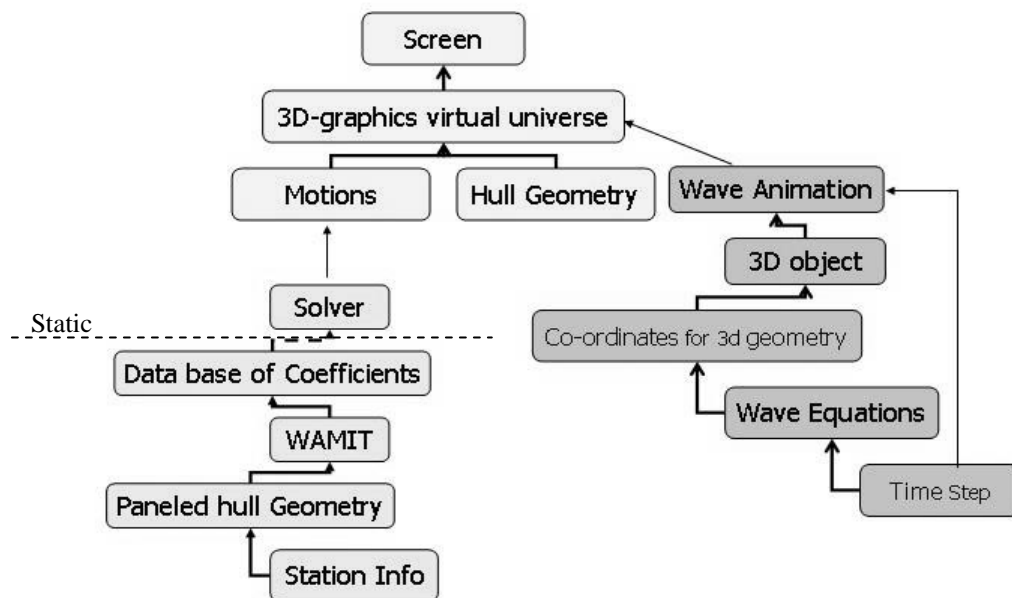 Screen
3D-graphics virtual universe
Motions
Hull Geometry
Wave Animation
3D object
Solver
Static
Co-ordinates for 3d geometry
Data base of Coefficients
Wave Equations
WAMIT
Paneled hull Geometry
Time Step
Station Info